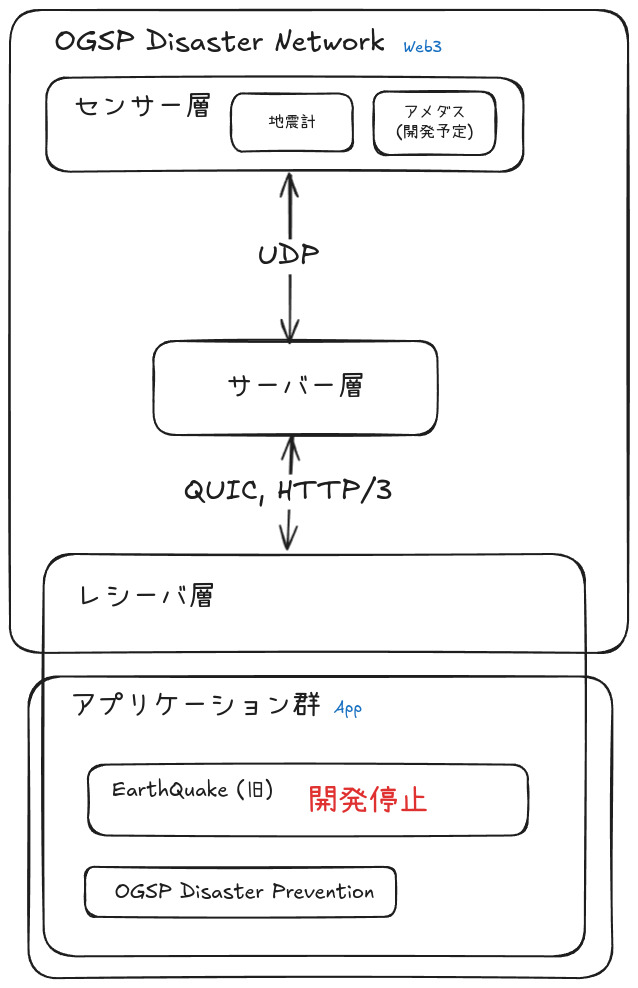 OGSP Disaster Network Web3
センサー層
地震計
アメダス
(開発予定)
UDP
サーバー層
QUIC, HTTP/3
レシーバ層
アプリケーション群 App
EarthQuake (旧) 開発停止
OGSP Disaster Prevention